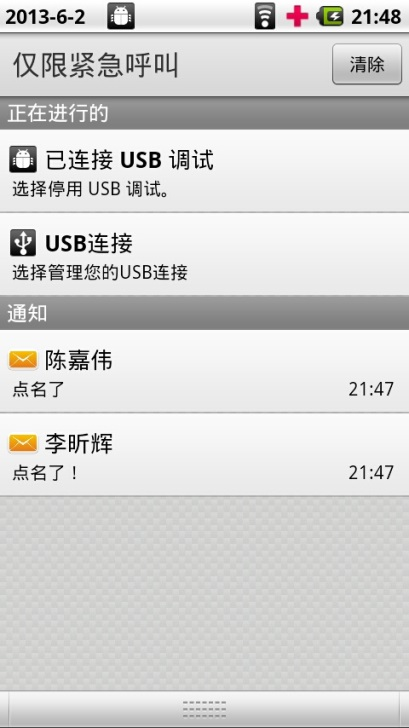 2013-6-2
21:48
仅限紧急呼叫
清除
正在进行的
已连接 USB 调试
选择停用 USB 调试。
USB连接
选择管理您的USB连接
通知
陈嘉伟
点名了
21:47
李昕辉
点名了！
21:47